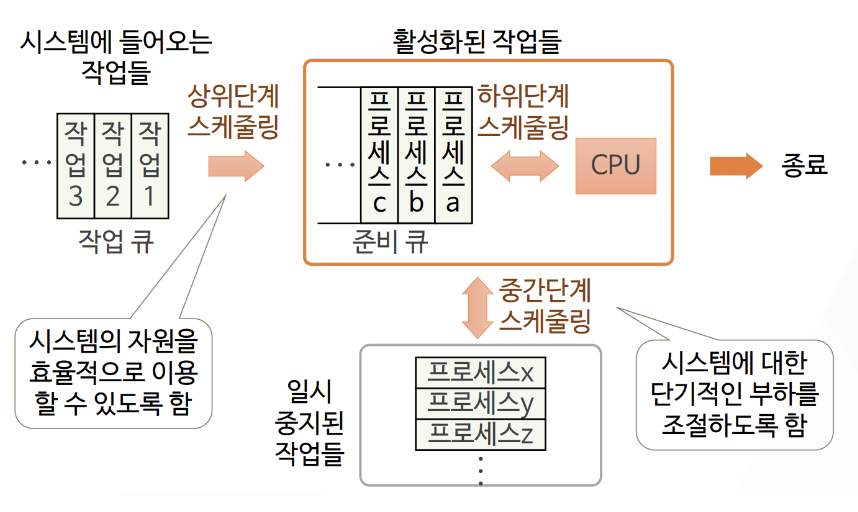 시스템에 들어오는
작업들
활성화된 작업들
상위단계
스케줄링
하위단계
스케줄링
…
작업3
작업2
작업1
작업 큐
…
프로세스c
프로세스b
프로세스a
준비 큐
CPU
종료
중간단계
스케줄링
시스템의 자원을
효율적으로 이용
할 수 있도록 함
일시
중지된
작업들
프로세스x
프로세스y
프로세스z
⋮
시스템에 대한
단기적인 부하를
조절하도록 함